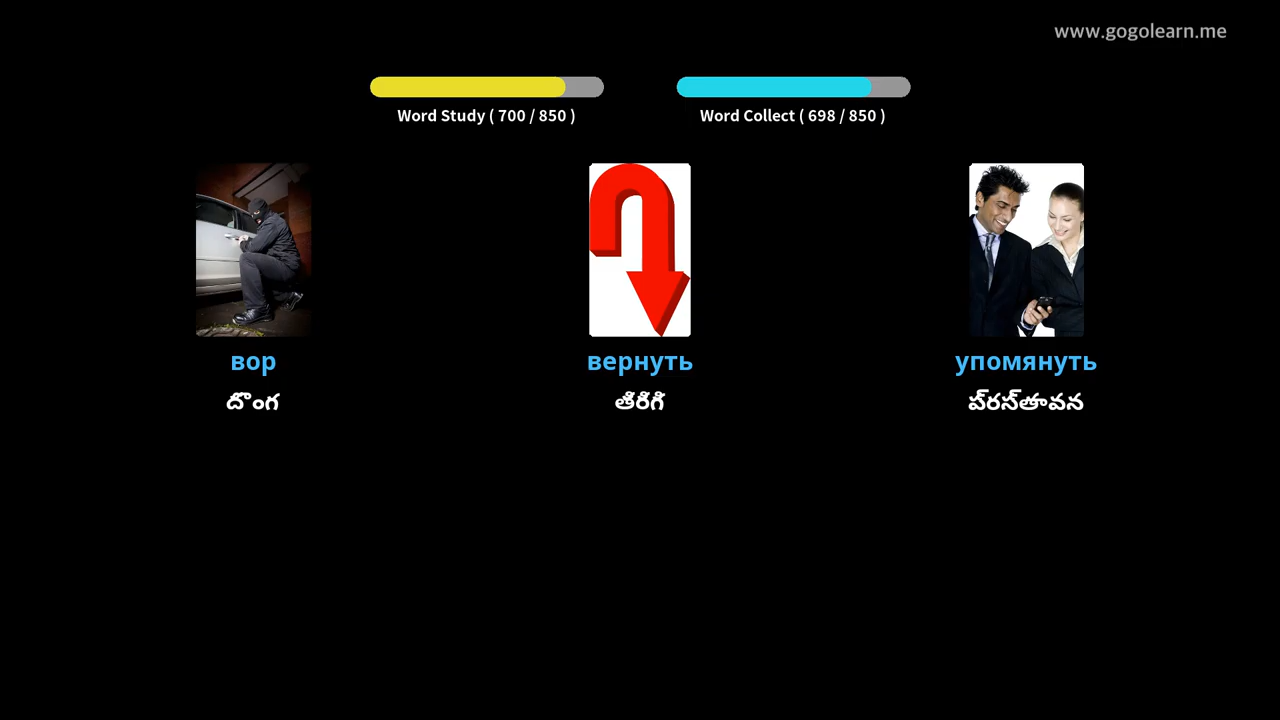 www.gogolearn.me
Word Study ( 700 / 850 )
Word Collect ( 698 / 850 )
вор
вернуть
упомянуть
దొంగ
తిరిగి
ప్రస్తావన